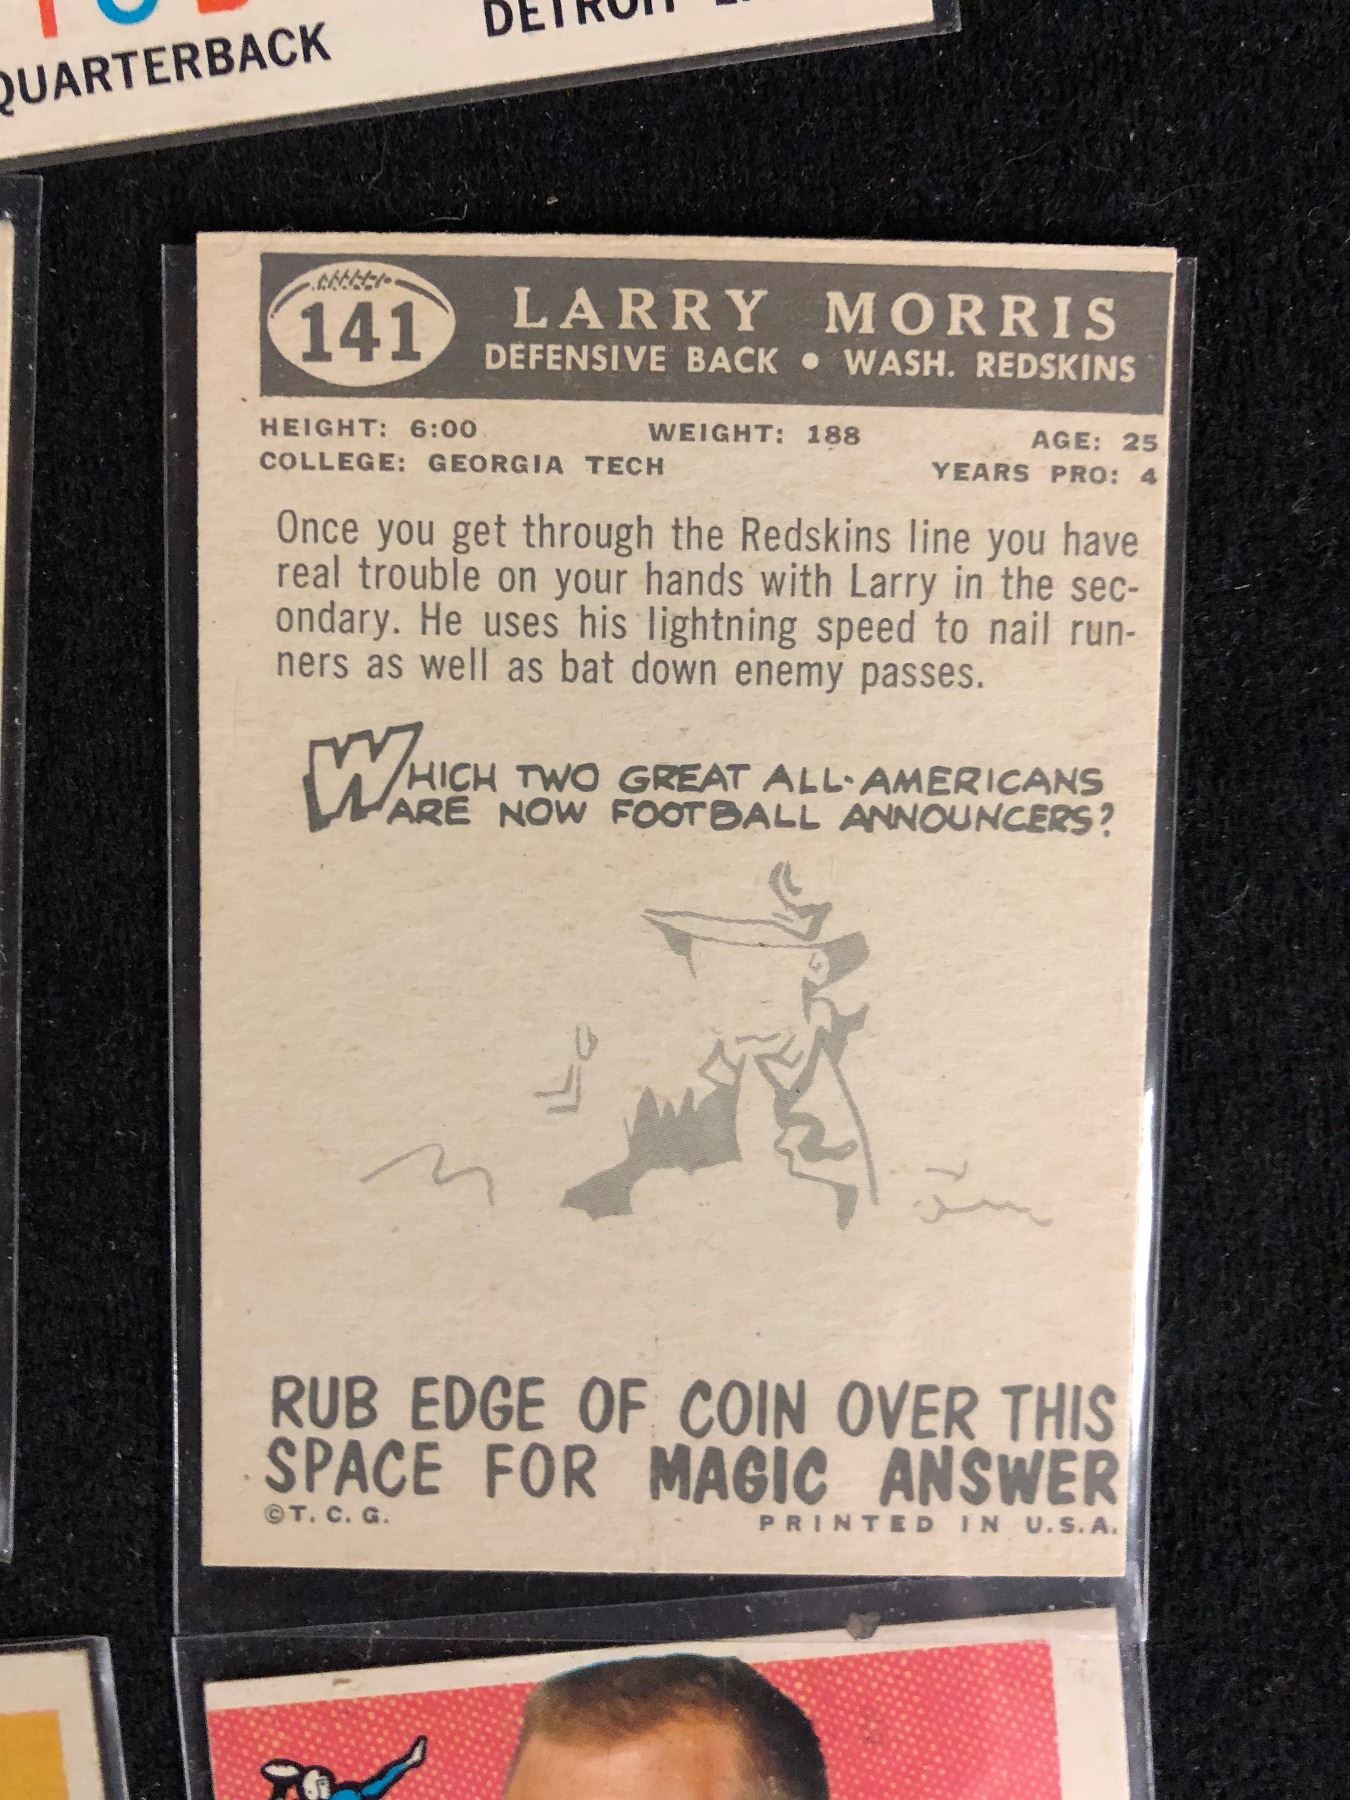 QUARTERBACK
DETROIT
141
LARRY MORRIS
DEFENSIVE BACK • WASH. REDSKINS
HEIGHT: 6:00 WEIGHT: 188 AGE: 25
COLLEGE: GEORGIA TECH YEARS PRO: 4
Once you get through the Redskins line you have
real trouble on your hands with Larry in the sec-
ondary. He uses his lightning speed to nail run-
ners as well as bat down enemy passes.
WHICH TWO GREAT ALL-AMERICANS
ARE NOW FOOTBALL ANNOUNCERS?
RUB EDGE OF COIN OVER THIS
SPACE FOR MAGIC ANSWER
©T. C. G. PRINTED IN U.S.A.